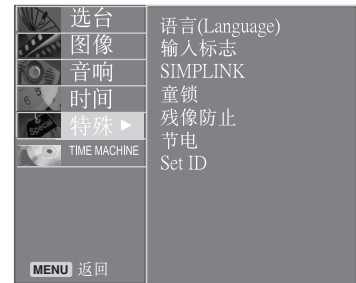 选台
图像
音响
时间
特殊 ►
TIME MACHINE
MENU 返回
语言(Language)
输入标志
SIMPLINK
童锁
残像防止
节电
Set ID